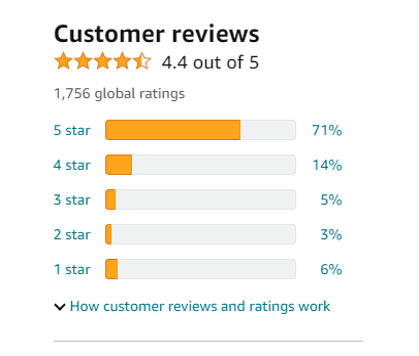 Customer reviews
4.4 out of 5
1,756 global ratings
5 star 71%
4 star 14%
3 star 5%
2 star 3%
1 star 6%
How customer reviews and ratings work